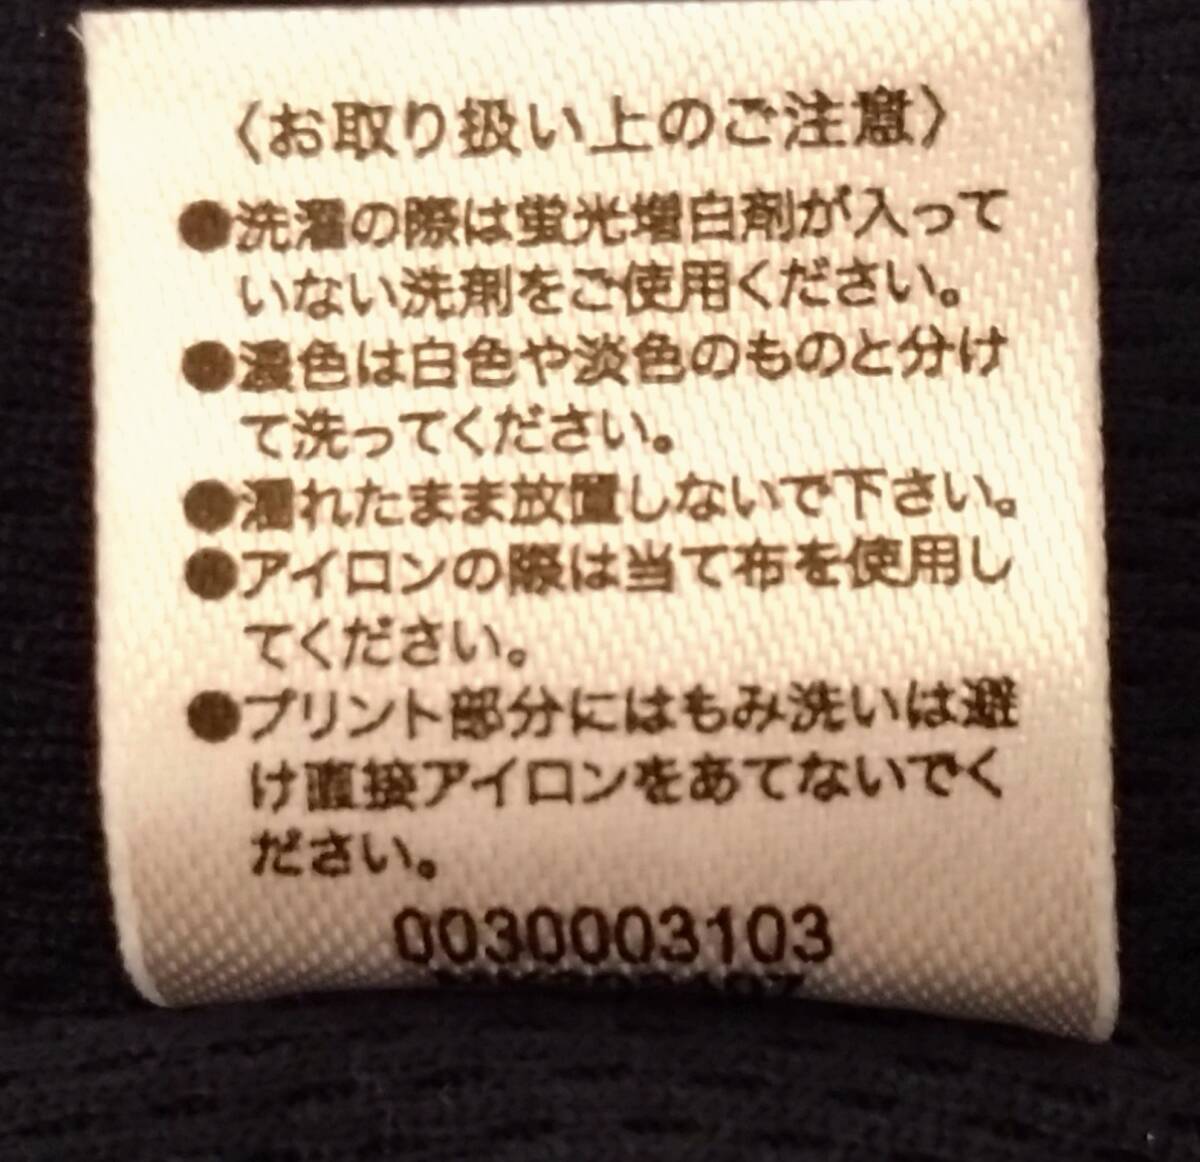 〈お取り扱い上のご注意〉
●洗濯の際は蛍光増白剤が入って
いない洗剤をご使用ください。
●濃色は白色や淡色のものと分け
て洗ってください。
●濡れたまま放置しないで下さい。
●アイロンの際は当て布を使用し
てください。
●プリント部分にはもみ洗いは避
け直接アイロンをあてないでく
ださい。
0030003103